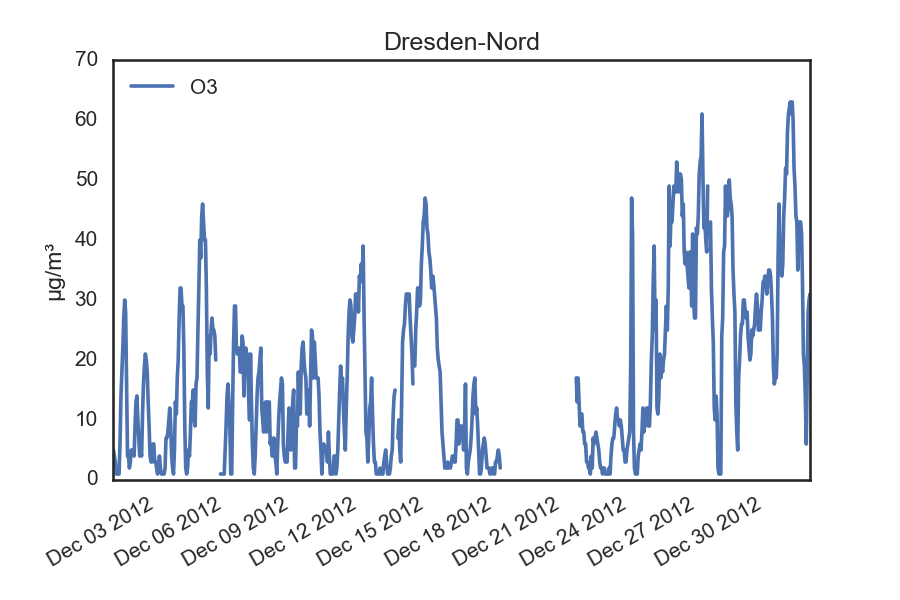 Dresden-Nord
O3
µg/m³
70
60
50
40
30
20
10
0
Dec 03 2012
Dec 06 2012
Dec 09 2012
Dec 12 2012
Dec 15 2012
Dec 18 2012
Dec 21 2012
Dec 24 2012
Dec 27 2012
Dec 30 2012